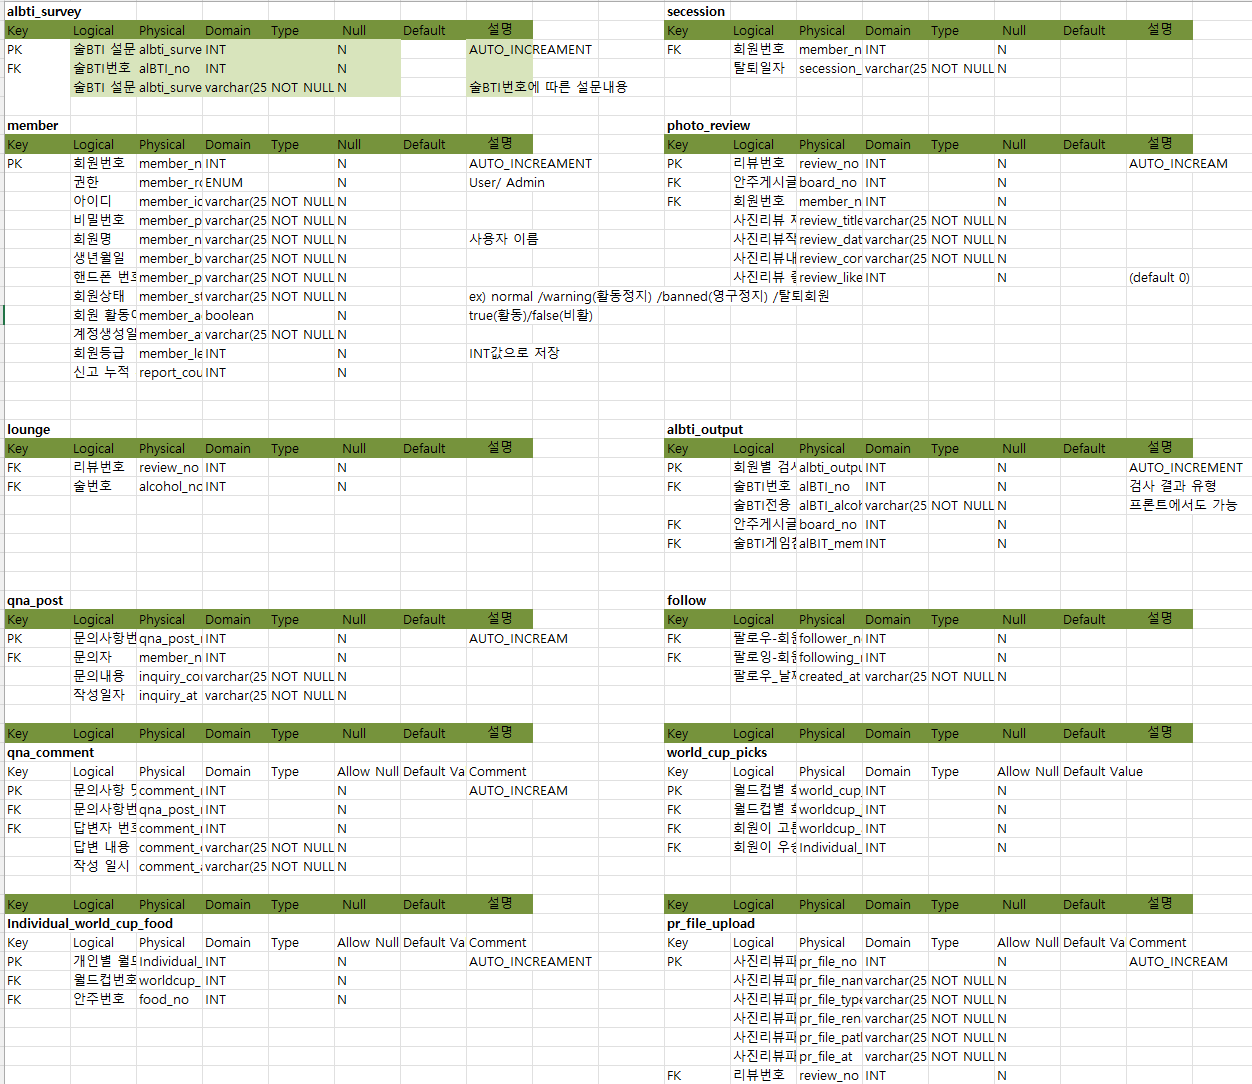 albti_survey
Key Logical Physical Domain Type Null Default 설명
PK 술BTI 설문 albti_surve INT N AUTO_INCREAMENT
FK 술BTI번호 alBTI_no INT N
술BTI 설문 albti_surve varchar(25 NOT NULL N 술BTI번호에 따른 설문내용
secession
Key Logical Physical Domain Type Null Default 설명
FK 회원번호 member_n INT N
탈퇴일자 secession_ varchar(25 NOT NULL N
member
Key Logical Physical Domain Type Null Default 설명
PK 회원번호 member_n INT N AUTO_INCREAMENT
권한 member_ro ENUM N User/ Admin
아이디 member_id varchar(25 NOT NULL N
비밀번호 member_p varchar(25 NOT NULL N
회원명 member_n varchar(25 NOT NULL N 사용자 이름
생년월일 member_b varchar(25 NOT NULL N
핸드폰 번호 member_p varchar(25 NOT NULL N
회원상태 member_st varchar(25 NOT NULL N ex) normal /warning(활동정지) /banned(영구정지) /탈퇴회원
회원 활동여 member_a boolean N true(활동)/false(비활)
계정생성일 member_a varchar(25 NOT NULL N
회원등급 member_le INT N INT값으로 저장
신고 누적 report_cou INT N
photo_review
Key Logical Physical Domain Type Null Default 설명
PK 리뷰번호 review_no INT N AUTO_INCREAM
FK 안주게시글 board_no INT N
FK 회원번호 member_n INT N
사진리뷰 제 review_title varchar(25 NOT NULL N
사진리뷰작 review_dat varchar(25 NOT NULL N
사진리뷰내 review_cor varchar(25 NOT NULL N
사진리뷰 좋 review_like INT N (default 0)
lounge
Key Logical Physical Domain Type Null Default 설명
FK 리뷰번호 review_no INT N
FK 술번호 alcohol_no INT N
albti_output
Key Logical Physical Domain Type Null Default 설명
PK 회원별 검사 albti_outpu INT N AUTO_INCREMENT
FK 술BTI번호 alBTI_no INT N 검사 결과 유형
술BTI전용 alBTI_alcoh varchar(25 NOT NULL N 프론트에서도 가능
FK 안주게시글 board_no INT N
FK 술BTI게임참 alBIT_mem INT N
qna_post
Key Logical Physical Domain Type Null Default 설명
PK 문의사항번 qna_post_ INT N AUTO_INCREAM
FK 문의자 member_n INT N
문의내용 inquiry_cor varchar(25 NOT NULL N
작성일자 inquiry_at varchar(25 NOT NULL N
follow
Key Logical Physical Domain Type Null Default 설명
FK 팔로우-회원 follower_n INT N
FK 팔로잉-회원 following_ INT N
팔로우_날짜 created_at varchar(25 NOT NULL N
Key Logical Physical Domain Type Null Default 설명
qna_comment
Key Logical Physical Domain Type Allow Null Default Va Comment
PK 문의사항 댓 comment_ INT N AUTO_INCREAM
FK 문의사항번 qna_post_ INT N
FK 답변자 번호 comment_ INT N
답변 내용 comment_ varchar(25 NOT NULL N
작성 일시 comment_ varchar(25 NOT NULL N
Key Logical Physical Domain Type Null Default 설명
world_cup_picks
Key Logical Physical Domain Type Allow Null Default Value
PK 월드컵별 회 world_cup_ INT N
FK 월드컵별 회 worldcup_ INT N
FK 회원이 고른 worldcup_ INT N
FK 회원이 우승 Individual_ INT N
Key Logical Physical Domain Type Null Default 설명
Individual_world_cup_food
Key Logical Physical Domain Type Allow Null Default Va Comment
PK 개인별 월드 Individual_ INT N AUTO_INCREAMENT
FK 월드컵번호 worldcup_ INT N
FK 안주번호 food_no INT N
Key Logical Physical Domain Type Null Default 설명
pr_file_upload
Key Logical Physical Domain Type Allow Null Default Va Comment
PK 사진리뷰파 pr_file_no INT N AUTO_INCREAM
사진리뷰파 pr_file_nam varchar(25 NOT NULL N
사진리뷰파 pr_file_type varchar(25 NOT NULL N
사진리뷰파 pr_file_ren varchar(25 NOT NULL N
사진리뷰파 pr_file_patl varchar(25 NOT NULL N
사진리뷰파 pr_file_at varchar(25 NOT NULL N
FK 리뷰번호 review_no INT N